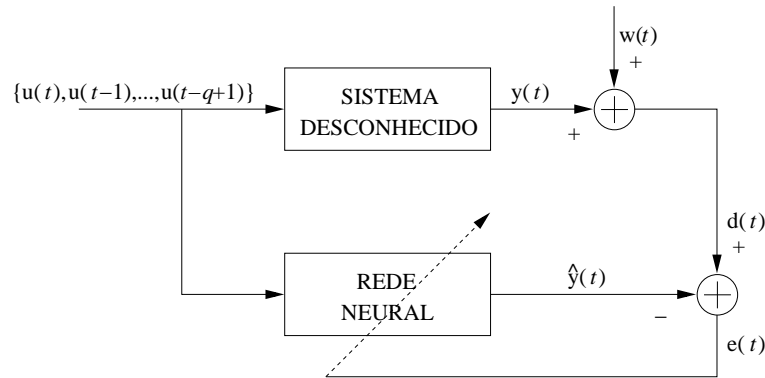 w(t)
+
{u(t),u(t−1),...,u(t−q+1)}
SISTEMA
DESCONHECIDO
y(t)
+
d(t)
+
REDE
NEURAL
ŷ(t)
−
e(t)